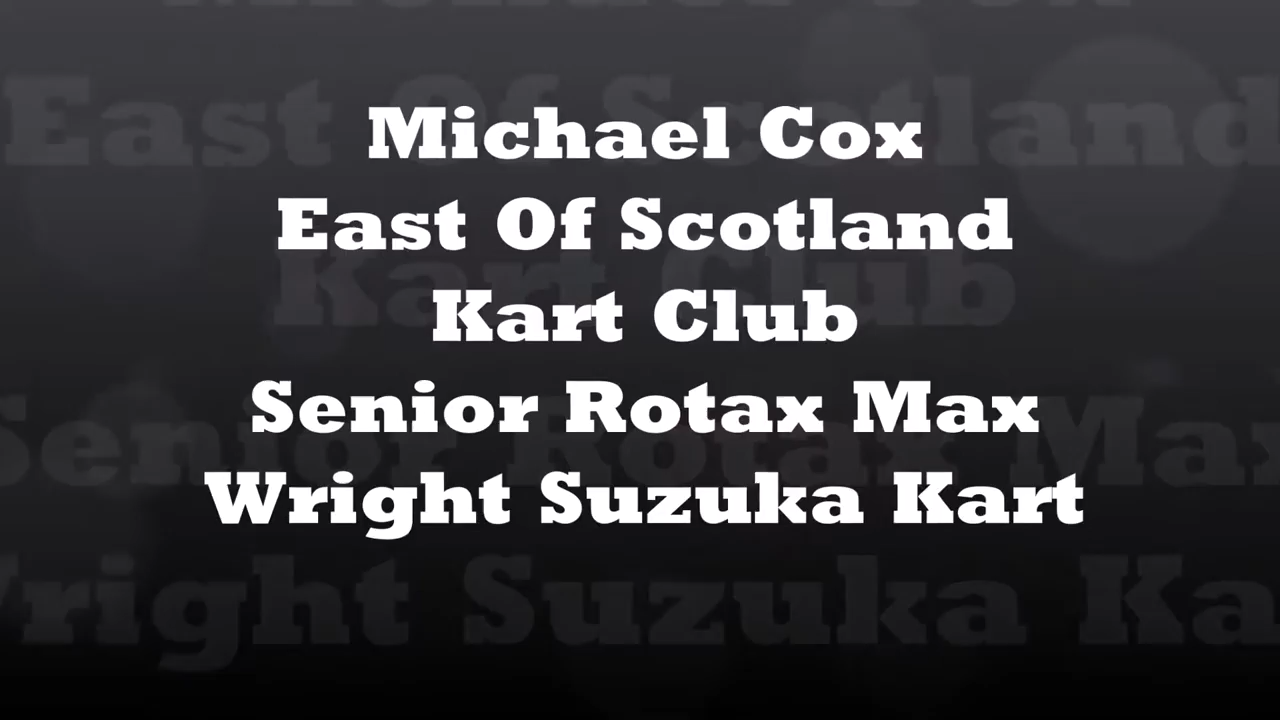 Michael Cox
East Of Scotland
Kart Club
Senior Rotax Max
Wright Suzuka Kart